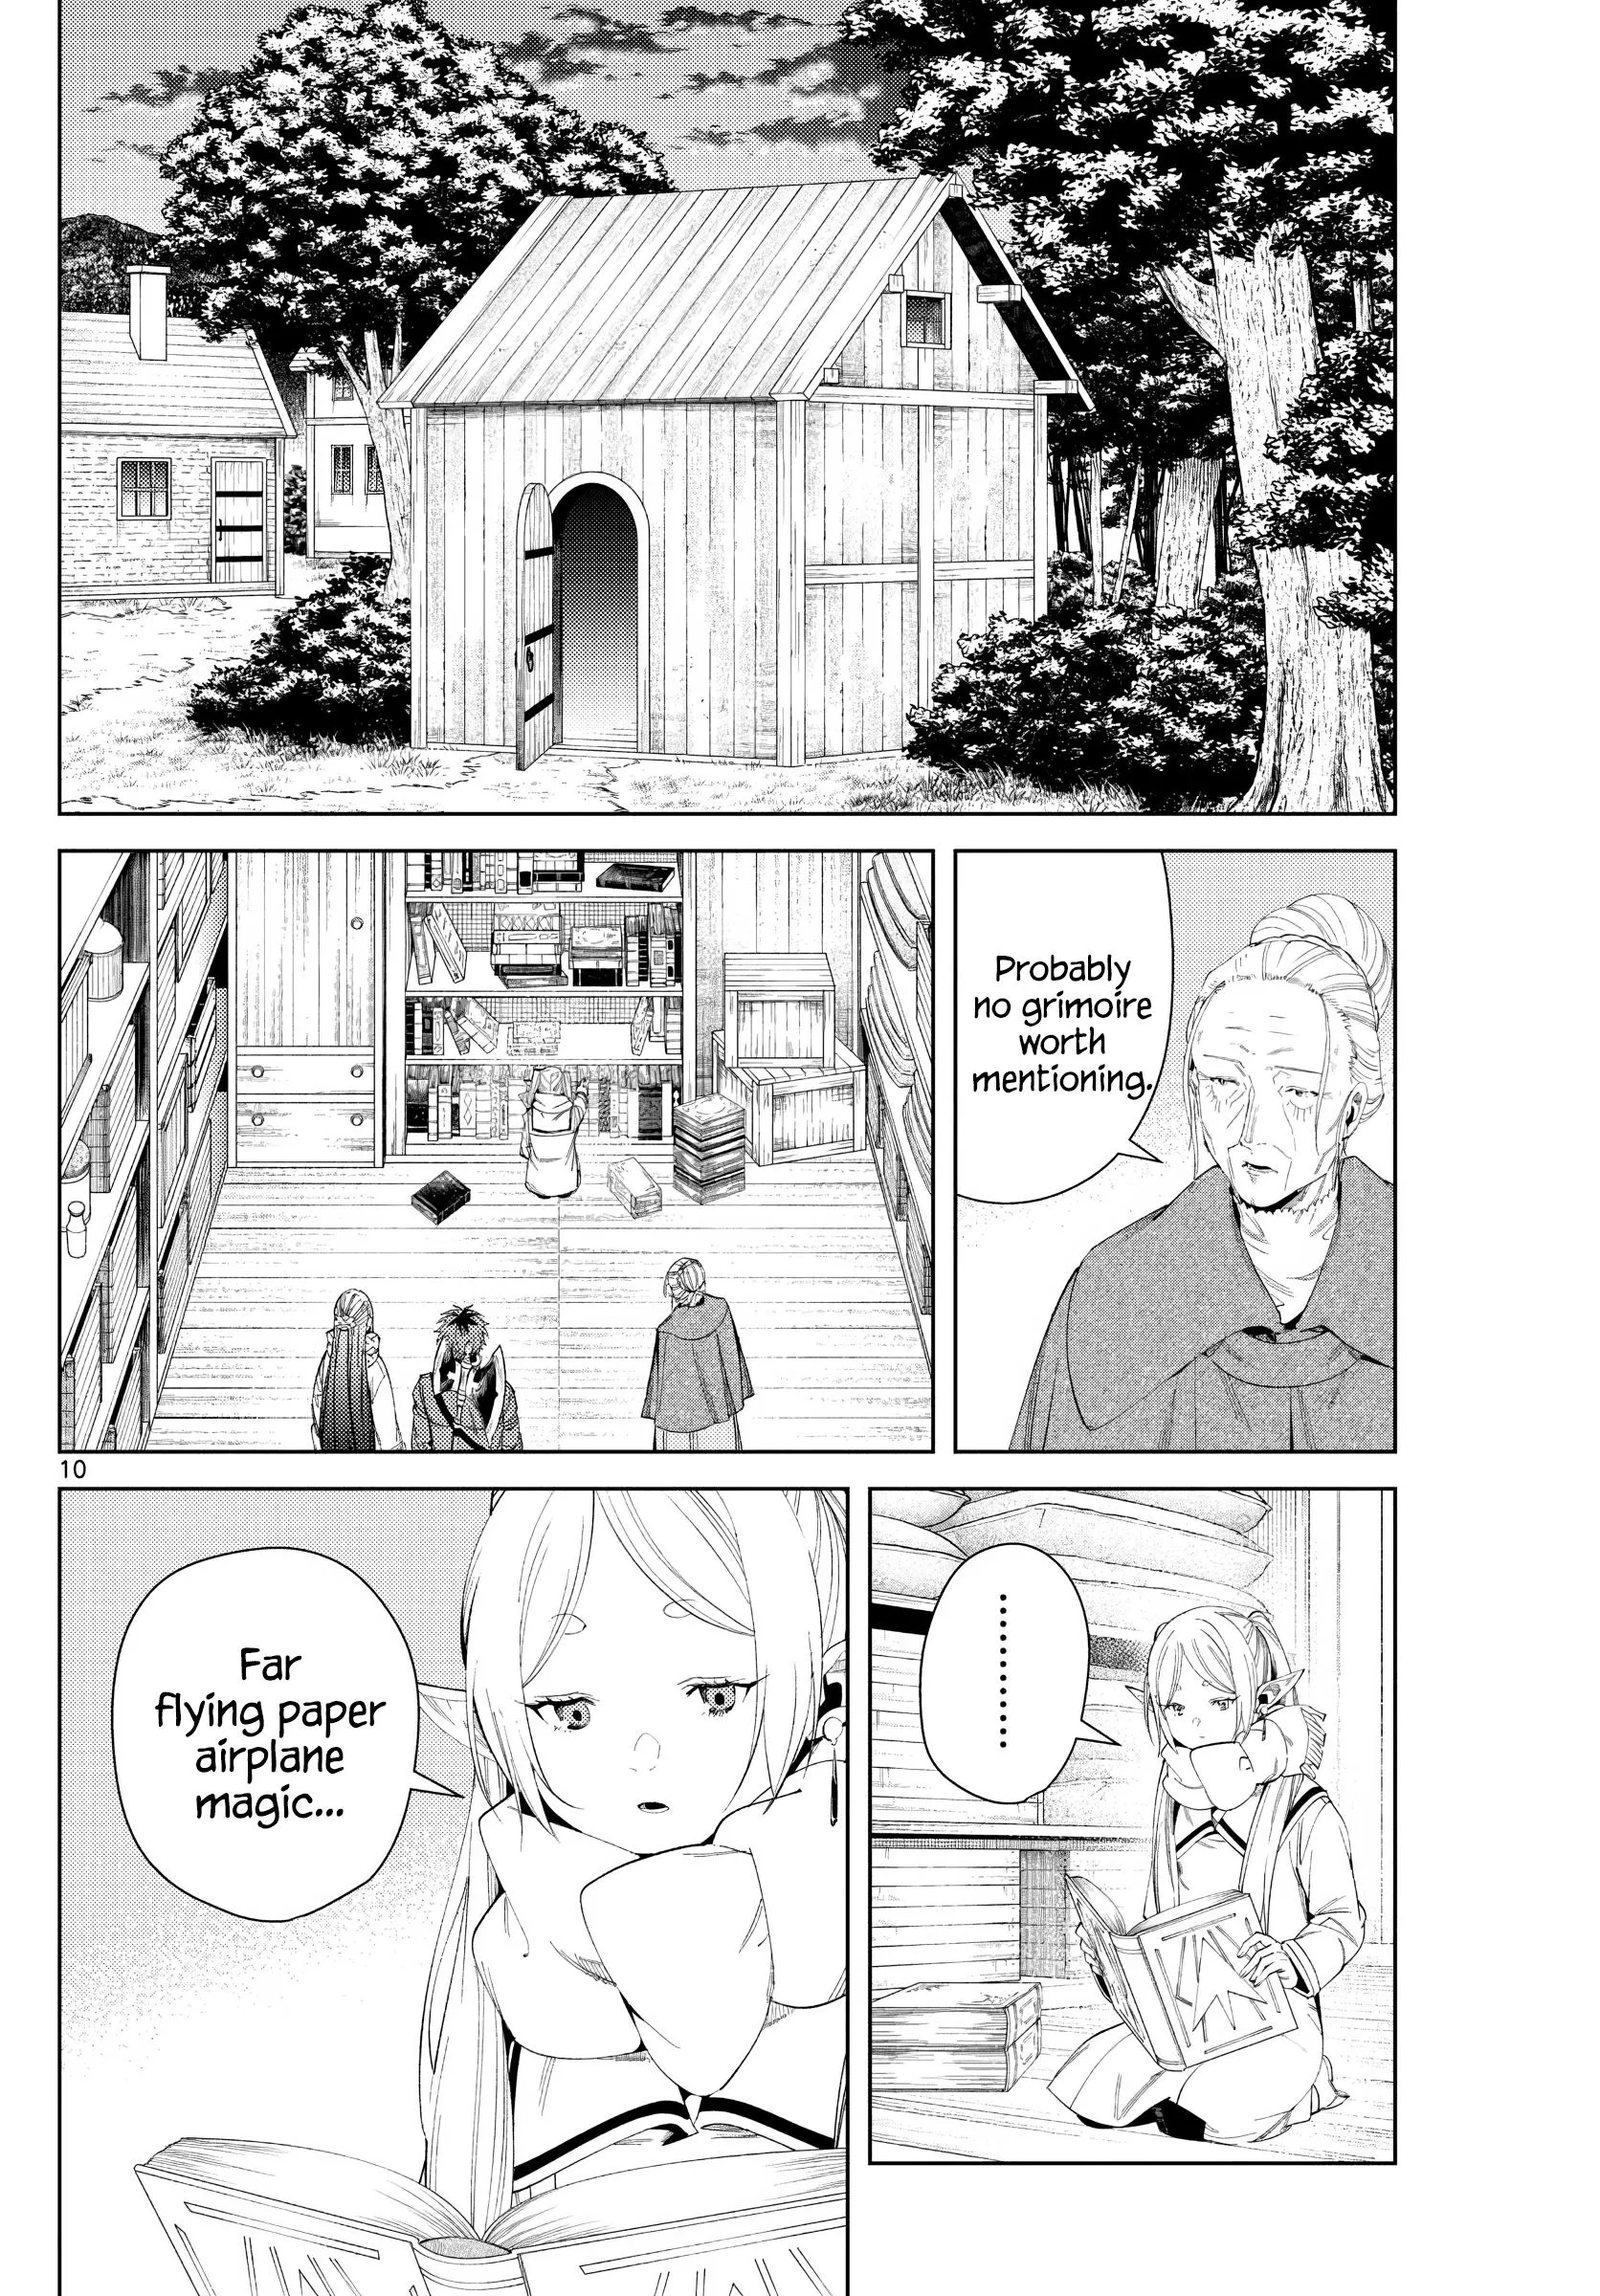 Probably
no grimoire
worth
mentioning.
10
..........
Far
flying paper
airplane
magic...